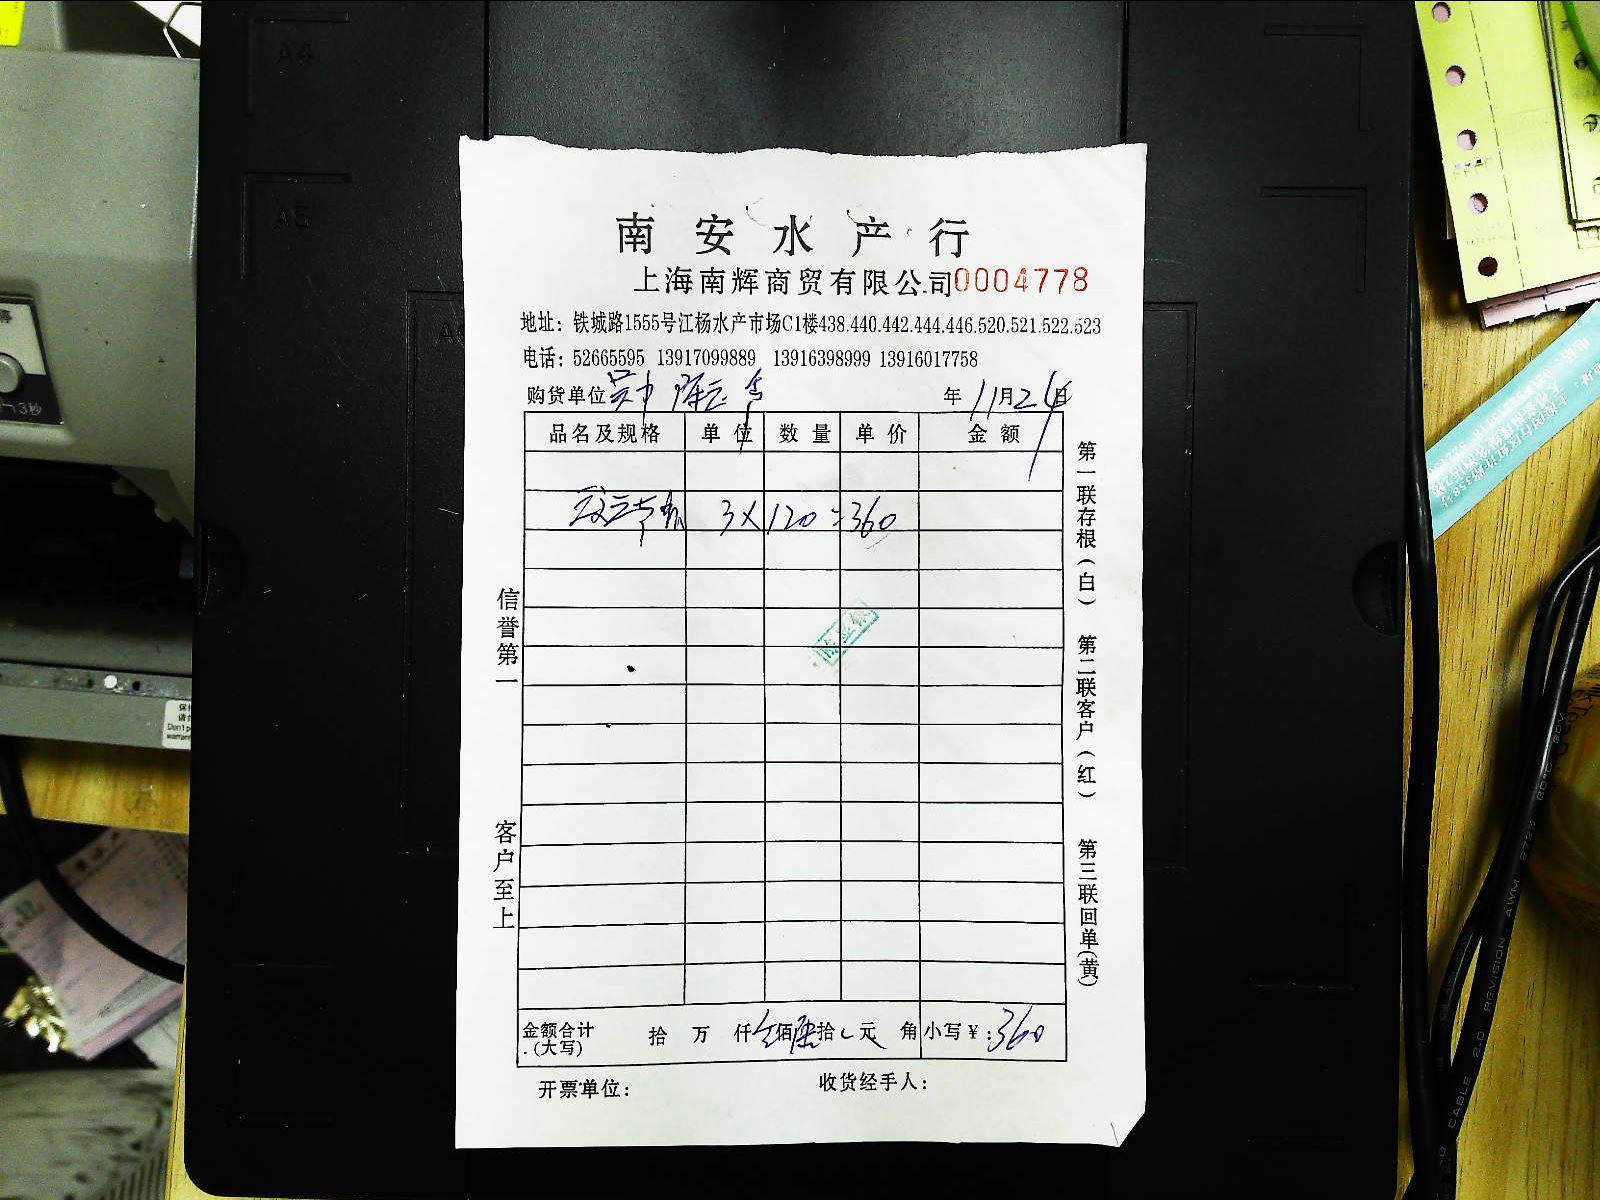 南安水产行
上海南辉商贸有限公司0004778
地址：铁城路1555号江杨水产市场C1楼438.440.442.444.446.520.521.522.523
电话：52665595 13917099889 13916398999 13916017758
购货单位 年11月24日
品名及规格 单位 数量 单价 金额
3X 120=360
金额合计(大写) 拾 万 仟叁佰陆拾 元 角 小写￥：360
开票单位： 收货经手人：
信誉第一 客户至上
第一联存根(白) 第二联客户(红) 第三联回单(黄)
A4
A5